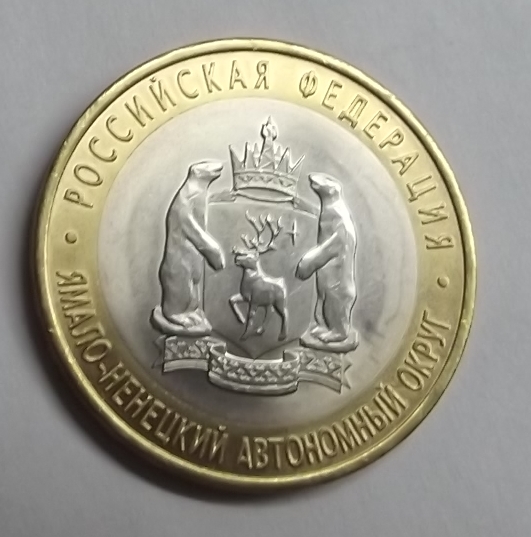 РОССИЙСКАЯ ФЕДЕРАЦИЯ
ЯМАЛО-НЕНЕЦКИЙ АВТОНОМНЫЙ ОКРУГ